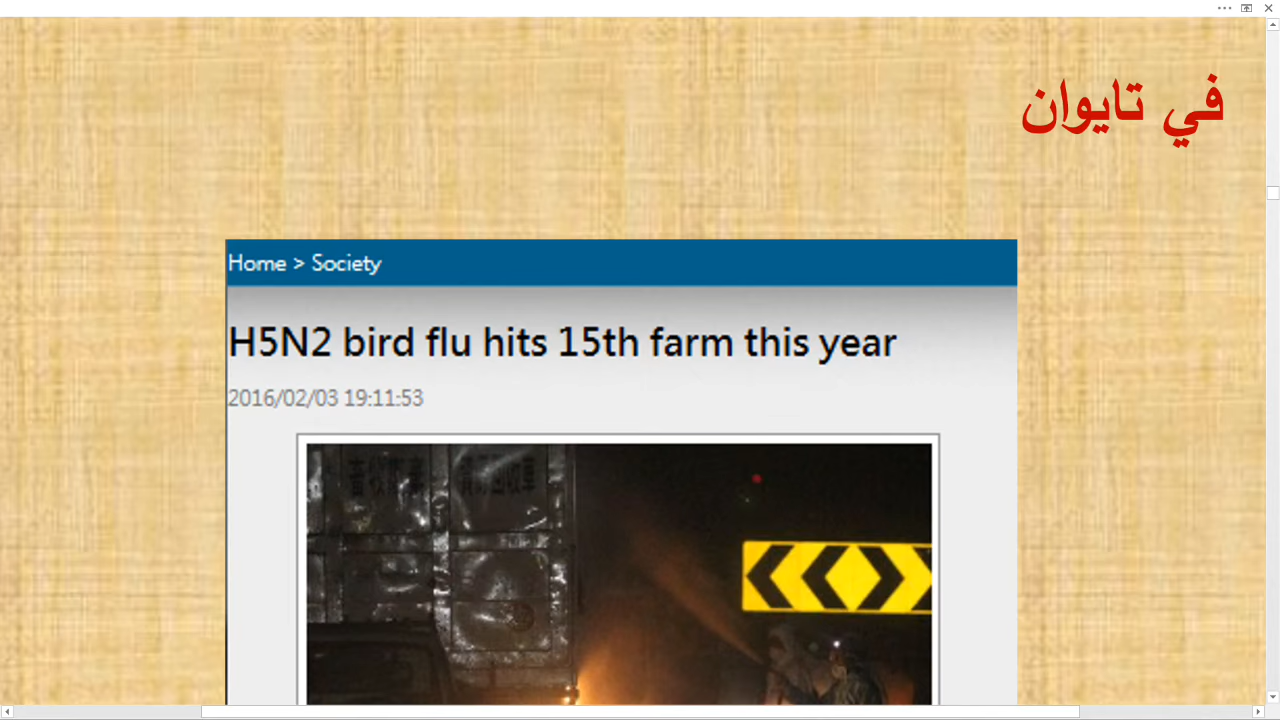 في تايوان
Home > Society
H5N2 bird flu hits 15th farm this year
2016/02/03 19:11:53